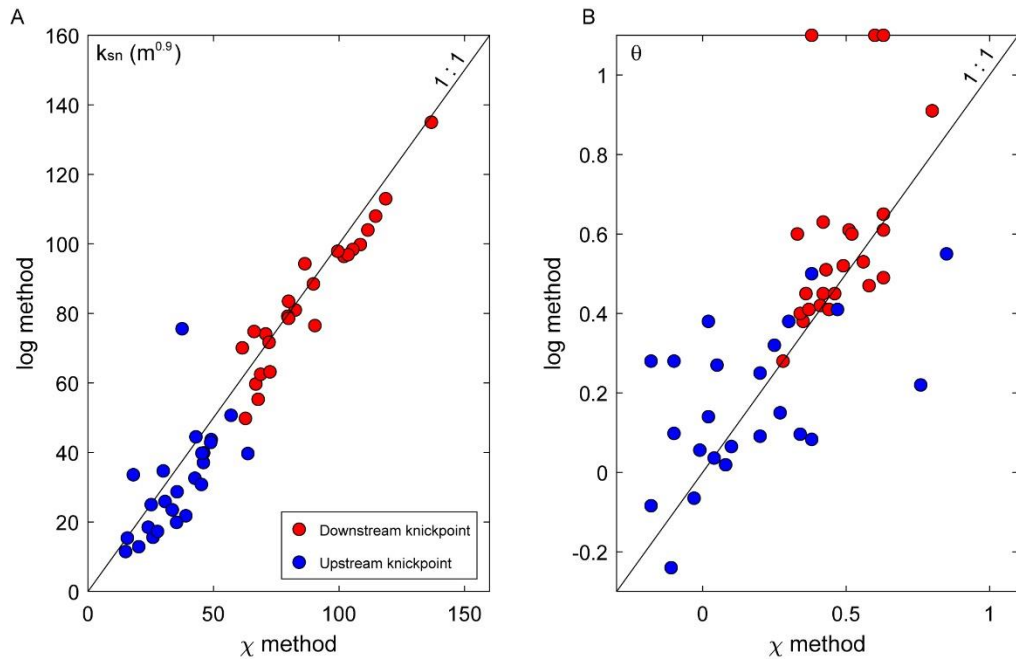 A
B
160
140
120
100
80
60
40
20
0
log method
k_sn (m^0.9)
1 : 1
Downstream knickpoint
Upstream knickpoint
0
50
100
150
χ method
1
0.8
0.6
0.4
0.2
0
-0.2
log method
θ
1 : 1
0
0.5
1
χ method